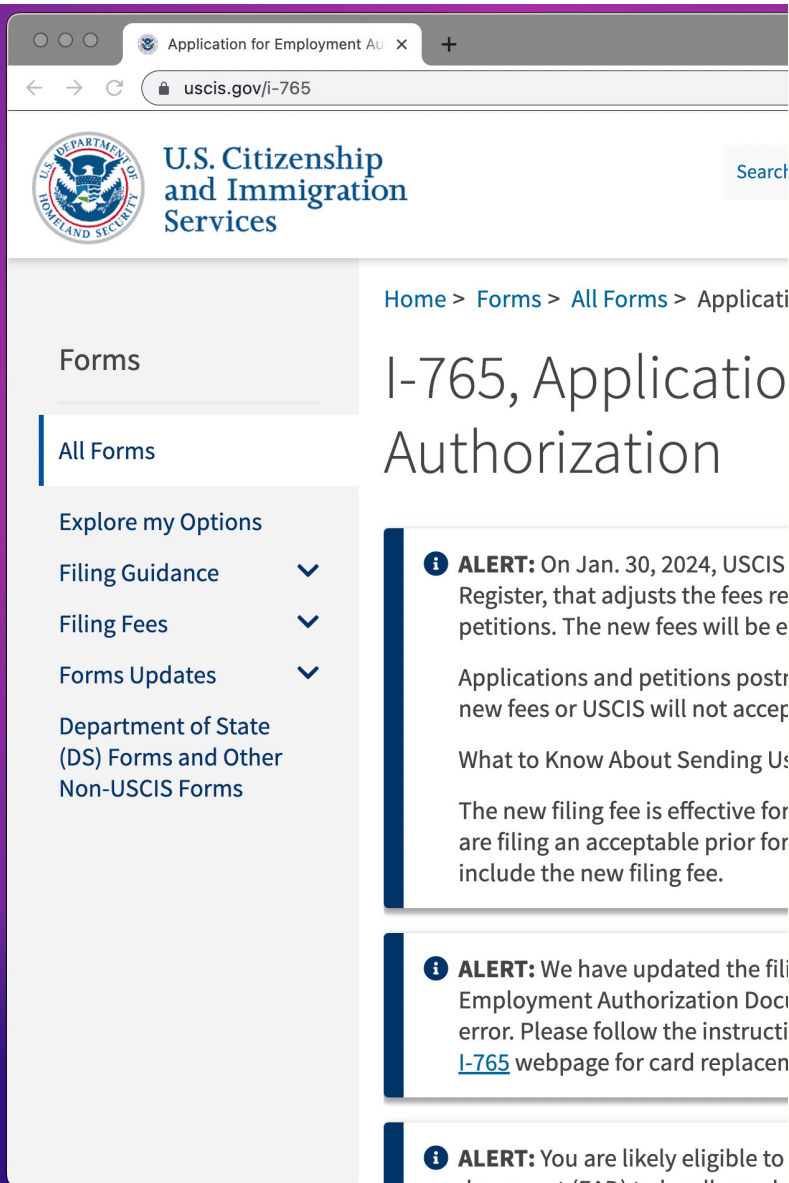 Application for Employment Au
uscis.gov/i-765
U.S. DEPARTMENT OF HOMELAND SECURITY
U.S. Citizenship
and Immigration
Services
Search
Home > Forms > All Forms > Applicati
Forms
All Forms
Explore my Options
Filing Guidance
Filing Fees
Forms Updates
Department of State
(DS) Forms and Other
Non-USCIS Forms
I-765, Applicatio
Authorization
ALERT: On Jan. 30, 2024, USCIS
Register, that adjusts the fees re
petitions. The new fees will be e
Applications and petitions postr
new fees or USCIS will not accep
What to Know About Sending Us
The new filing fee is effective for
are filing an acceptable prior for
include the new filing fee.
ALERT: We have updated the fili
Employment Authorization Docu
error. Please follow the instructi
I-765 webpage for card replacen
ALERT: You are likely eligible to